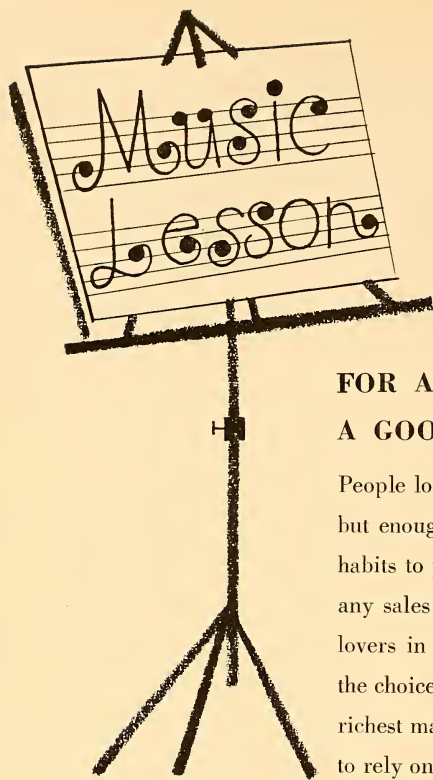 Music
Lesson
FOR A
A GOO
People lo
but enoug
habits to
any sales
lovers in
the choice
richest ma
to rely on